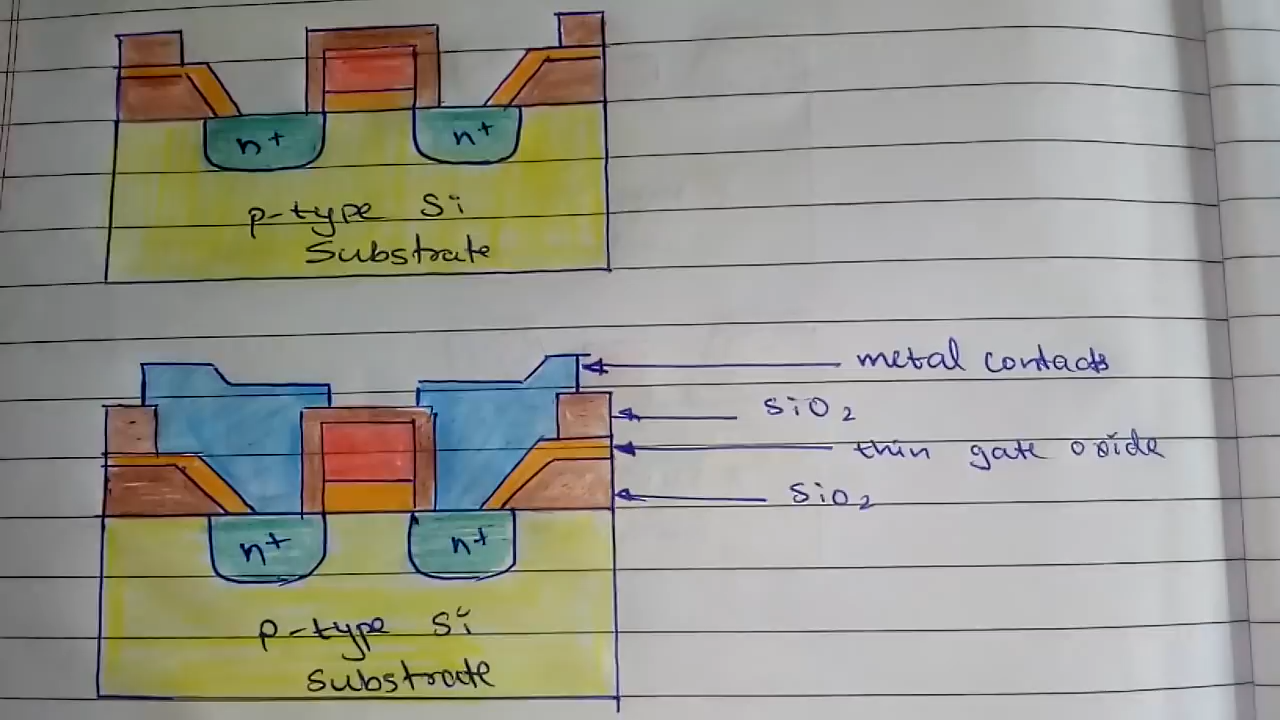 n+ n+
p-type Si
Substrate
metal contacts
SiO2
thin gate oxide
SiO2
n+ n+
p-type Si
substrate